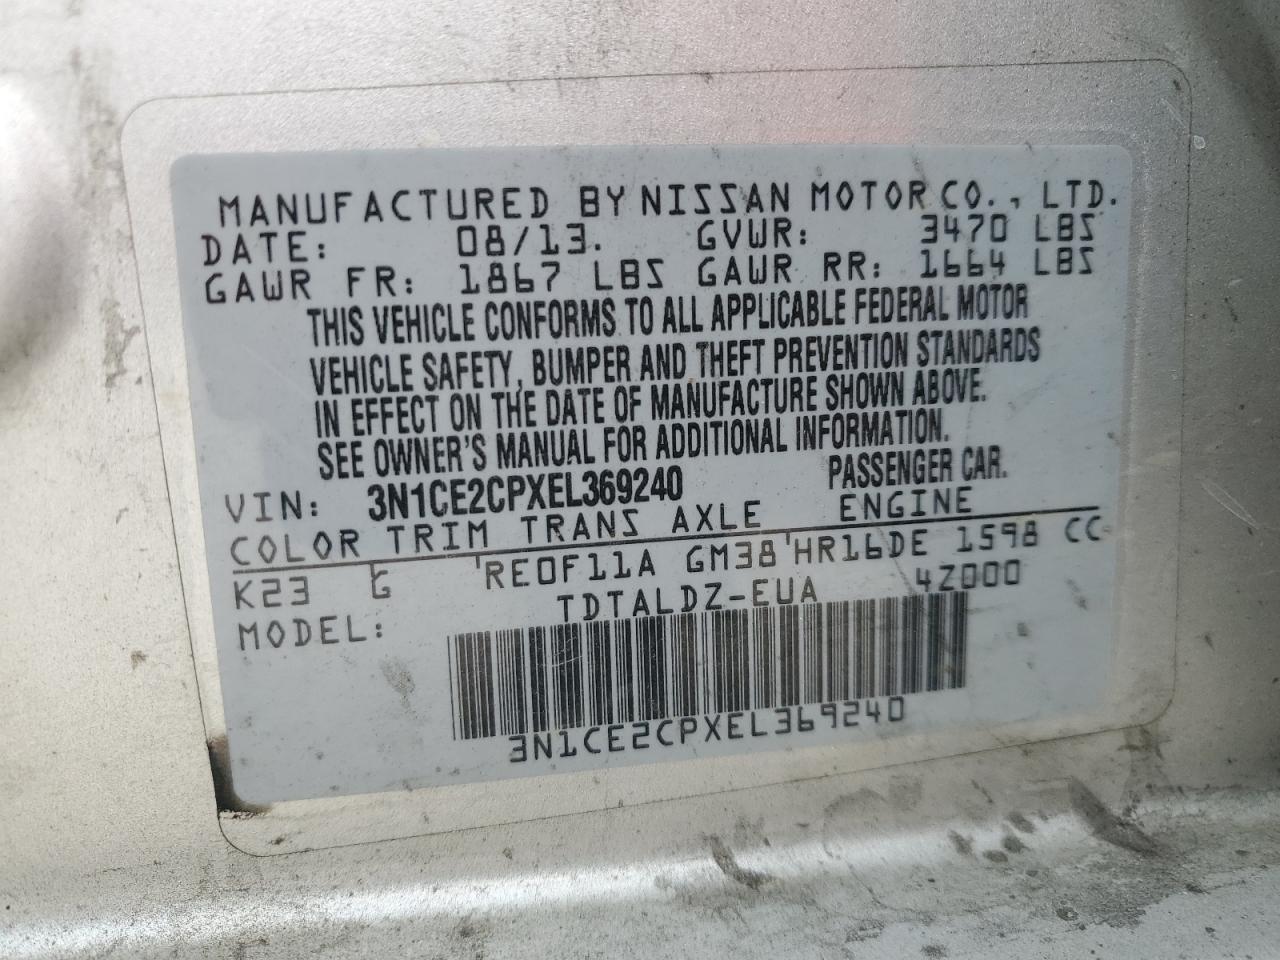 MANUFACTURED BY NISSAN MOTOR CO., LTD.
DATE: 08/13. GVWR: 3470 LBS
GAWR FR: 1867 LBS GAWR RR: 1664 LBS
THIS VEHICLE CONFORMS TO ALL APPLICABLE FEDERAL MOTOR
VEHICLE SAFETY, BUMPER AND THEFT PREVENTION STANDARDS
IN EFFECT ON THE DATE OF MANUFACTURE SHOWN ABOVE.
SEE OWNER'S MANUAL FOR ADDITIONAL INFORMATION.
VIN: 3N1CE2CPXEL369240 PASSENGER CAR.
COLOR TRIM TRANS AXLE ENGINE
K23 G RE0F11A GM38 HR16DE 1598 CC
MODEL: TDTALDZ-EUA 4Z000
3N1CE2CPXEL369240